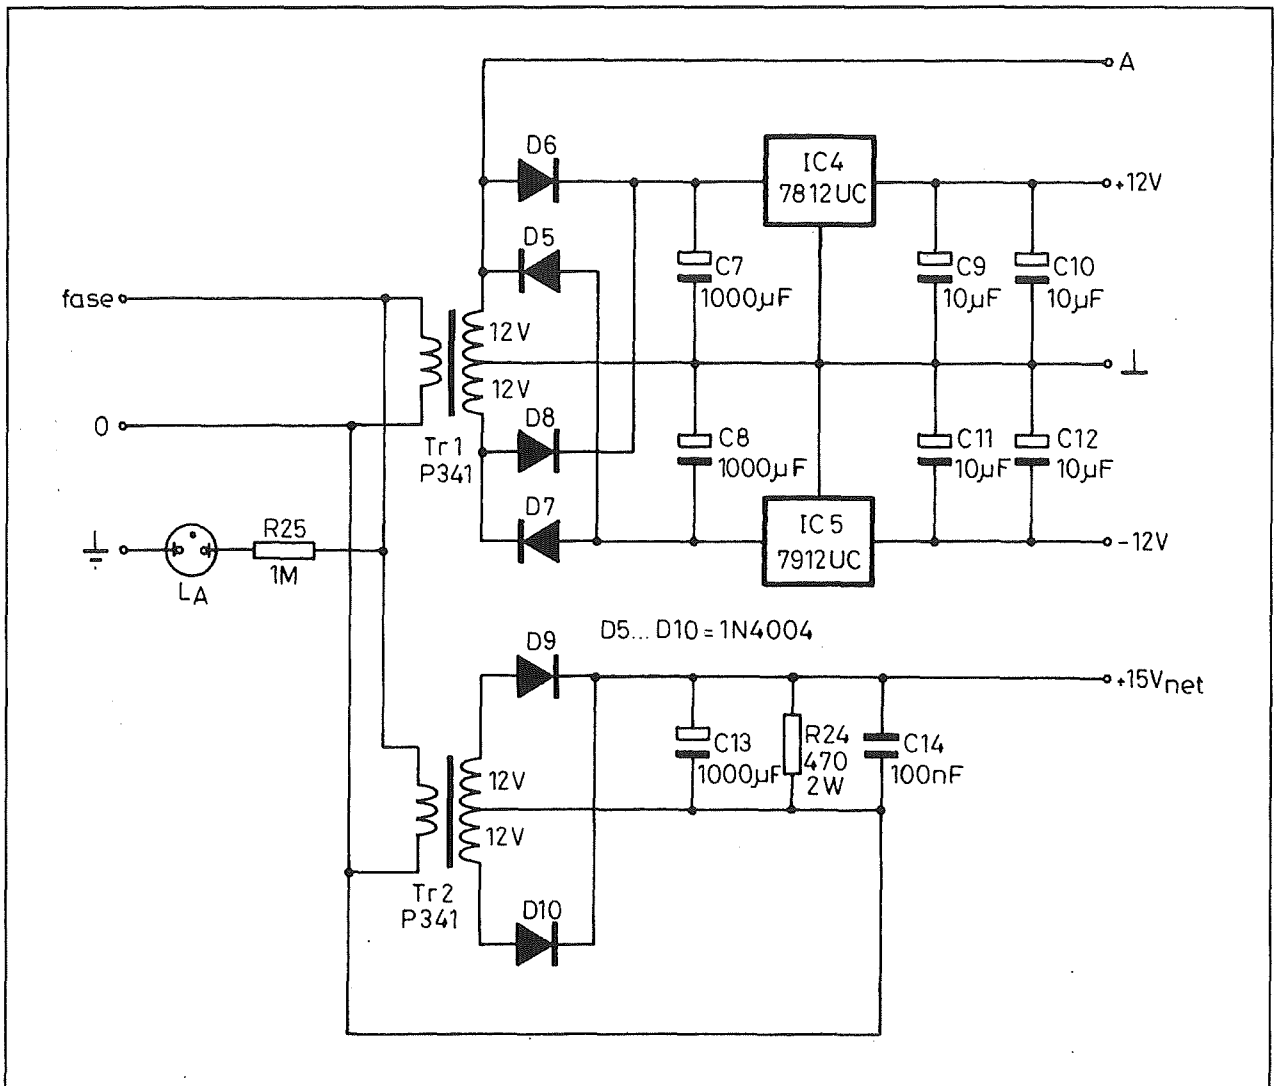 A
D6
IC4
7812UC
+12V
D5
C7
1000µF
C9
10µF
C10
10µF
fase
12V
12V
⊥
0
Tr1
P341
D8
C8
1000µF
C11
10µF
C12
10µF
D7
IC5
7912UC
-12V
R25
1M
LA
D5...D10=1N4004
D9
+15Vnet
C13
1000µF
R24
470
2W
C14
100nF
12V
12V
Tr2
P341
D10